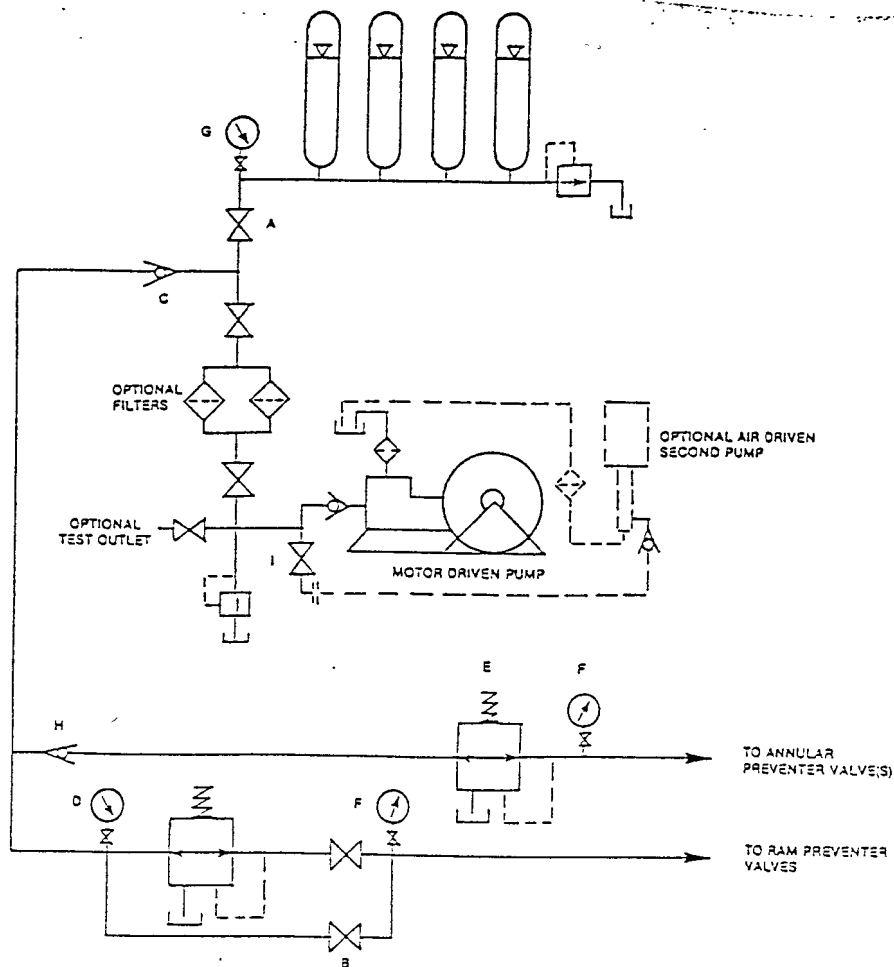 G
A
C
OPTIONAL
FILTERS
OPTIONAL AIR DRIVEN
SECOND PUMP
OPTIONAL
TEST OUTLET
I
MOTOR DRIVEN PUMP
E
F
H
TO ANNULAR
PREVENTER VALVE(S)
D
F
TO RAM PREVENTER
VALVES
B